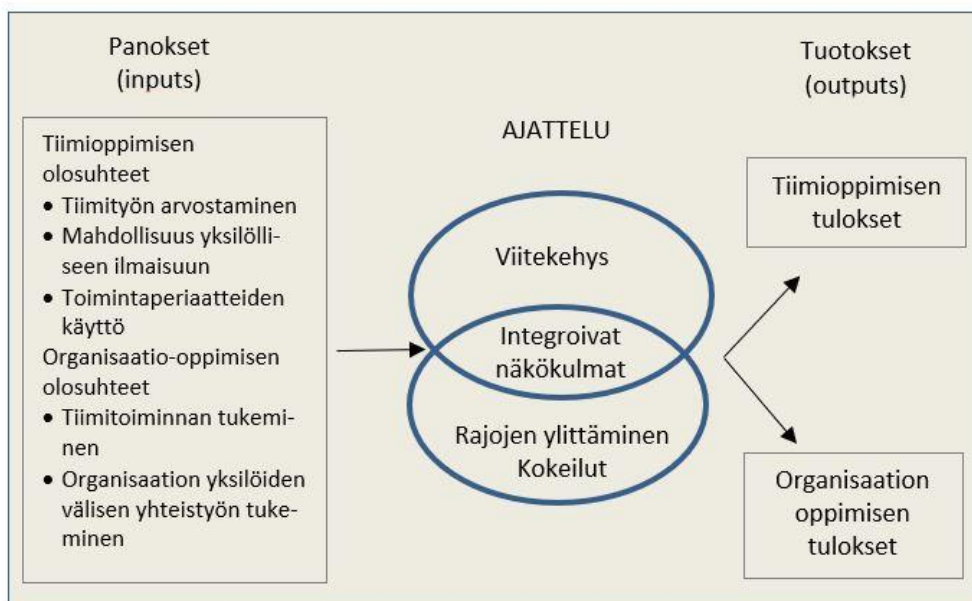 Panokset
(inputs)
Tiimioppimisen
olosuhteet
• Tiimityön arvostaminen
• Mahdollisuus yksilölli-
seen ilmaisuun
• Toimintaperiaatteiden
käyttö
Organisaatio-oppimisen
olosuhteet
• Tiimitoiminnan tukemi-
nen
• Organisaation yksilöiden
välisen yhteistyön tuke-
minen
AJATTELU
Viitekehys
Integroivat
näkökulmat
Rajojen ylittäminen
Kokeilut
Tuotokset
(outputs)
Tiimioppimisen
tulokset
Organisaation
oppimisen
tulokset